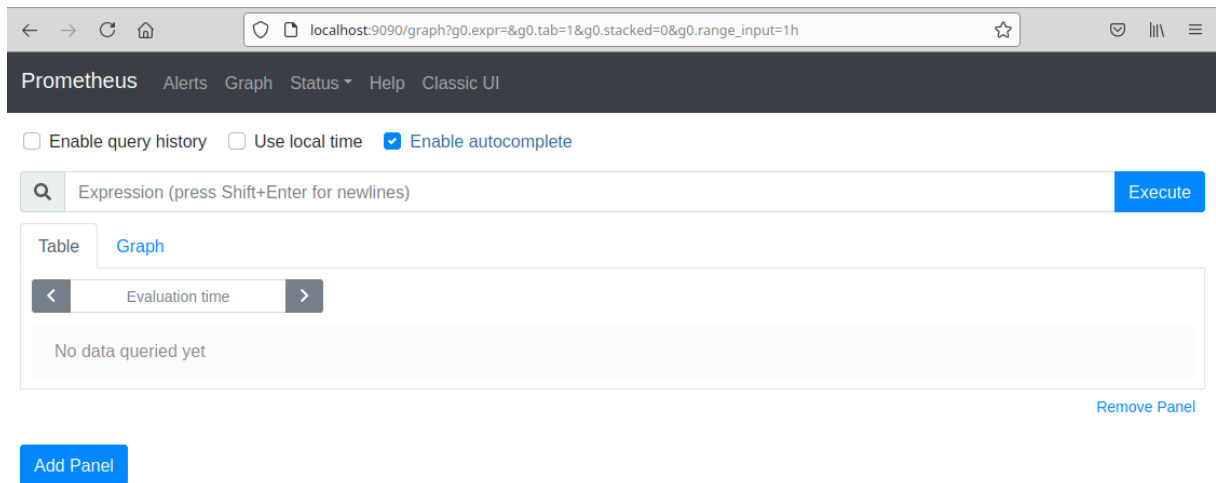 localhost:9090/graph?g0.expr=&g0.tab=1&g0.stacked=0&g0.range_input=1h
Prometheus Alerts Graph Status Help Classic UI
Enable query history Use local time Enable autocomplete
Expression (press Shift+Enter for newlines) Execute
Table Graph
Evaluation time
No data queried yet
Remove Panel
Add Panel